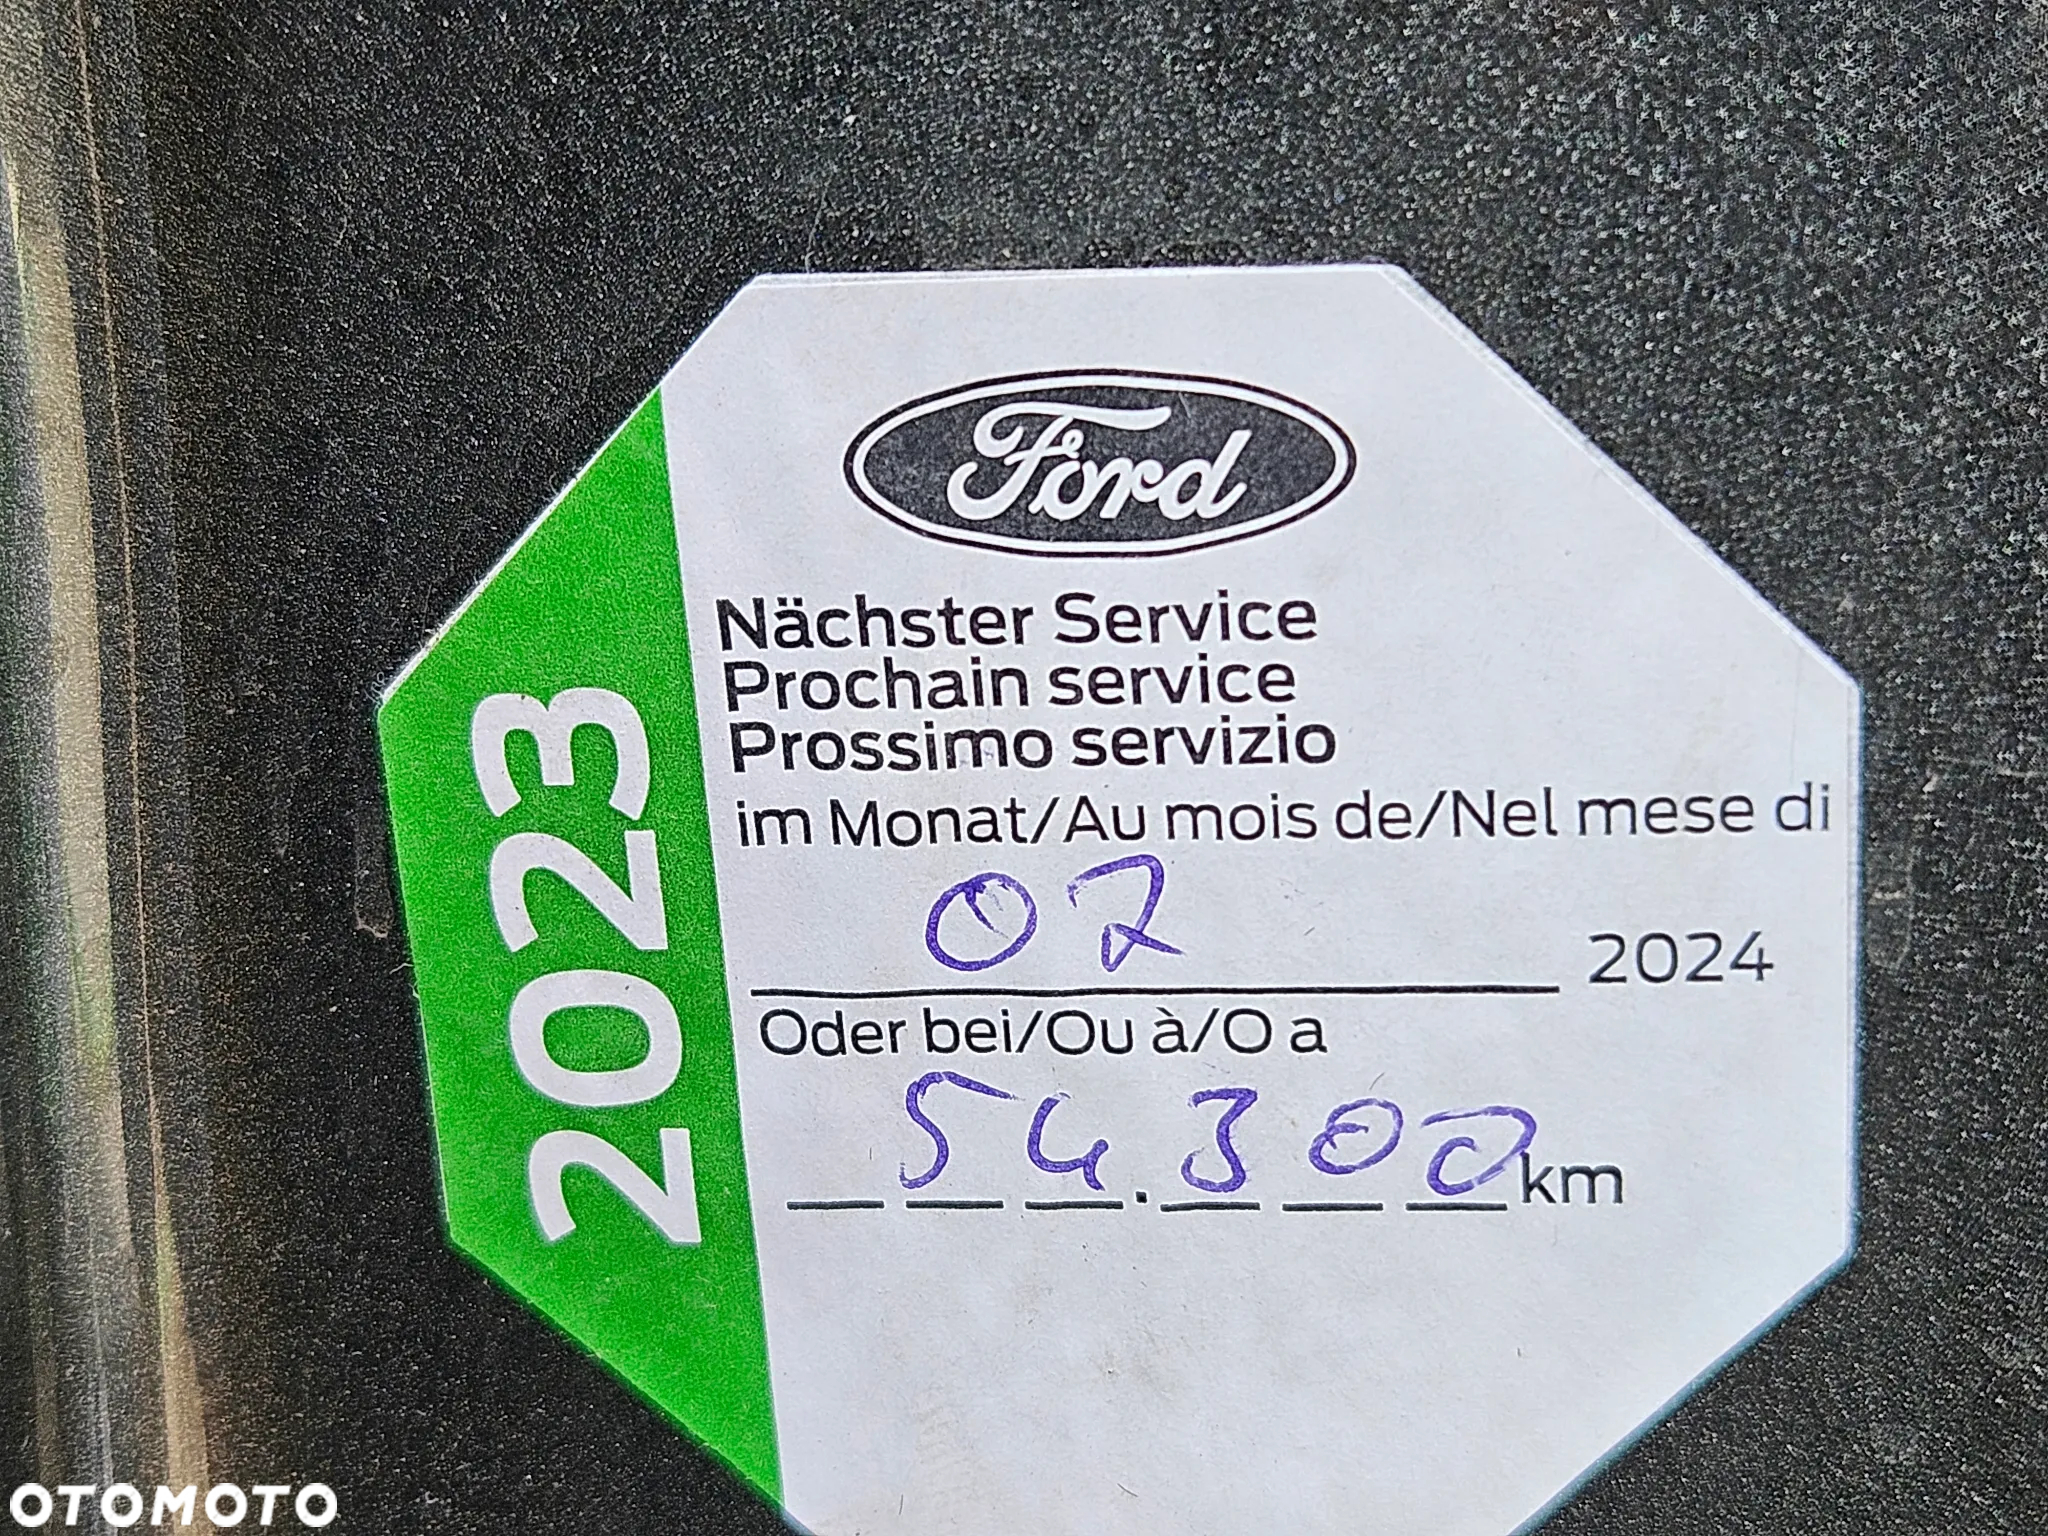 Ford
2023
Nächster Service
Prochain service
Prossimo servizio
im Monat/Au mois de/Nel mese di
07 2024
Oder bei/Ou à/O a
54.300 km
OTOMOTO